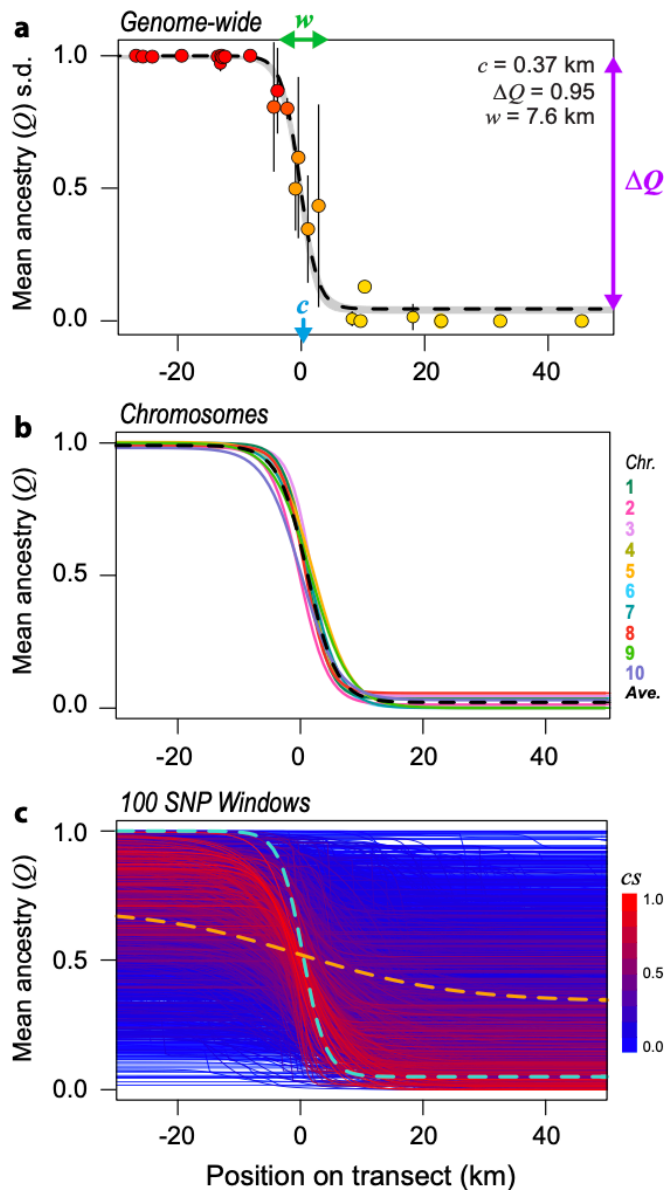 a Genome-wide
w
Mean ancestry (Q) s.d.
1.0
0.5
0.0
c = 0.37 km
ΔQ = 0.95
w = 7.6 km
ΔQ
c
-20 0 20 40
b Chromosomes
Mean ancestry (Q)
1.0
0.5
0.0
Chr.
1
2
3
4
5
6
7
8
9
10
Ave.
-20 0 20 40
c 100 SNP Windows
Mean ancestry (Q)
1.0
0.5
0.0
cs
1.0
0.5
0.0
-20 0 20 40
Position on transect (km)